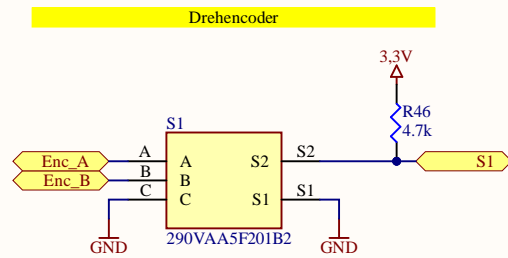 Drehencoder
3,3V
R46
4.7k
S1
Enc_A
Enc_B
A
B
C
A
B
C
S2
S1
S2
S1
S1
GND
GND
290VAA5F201B2